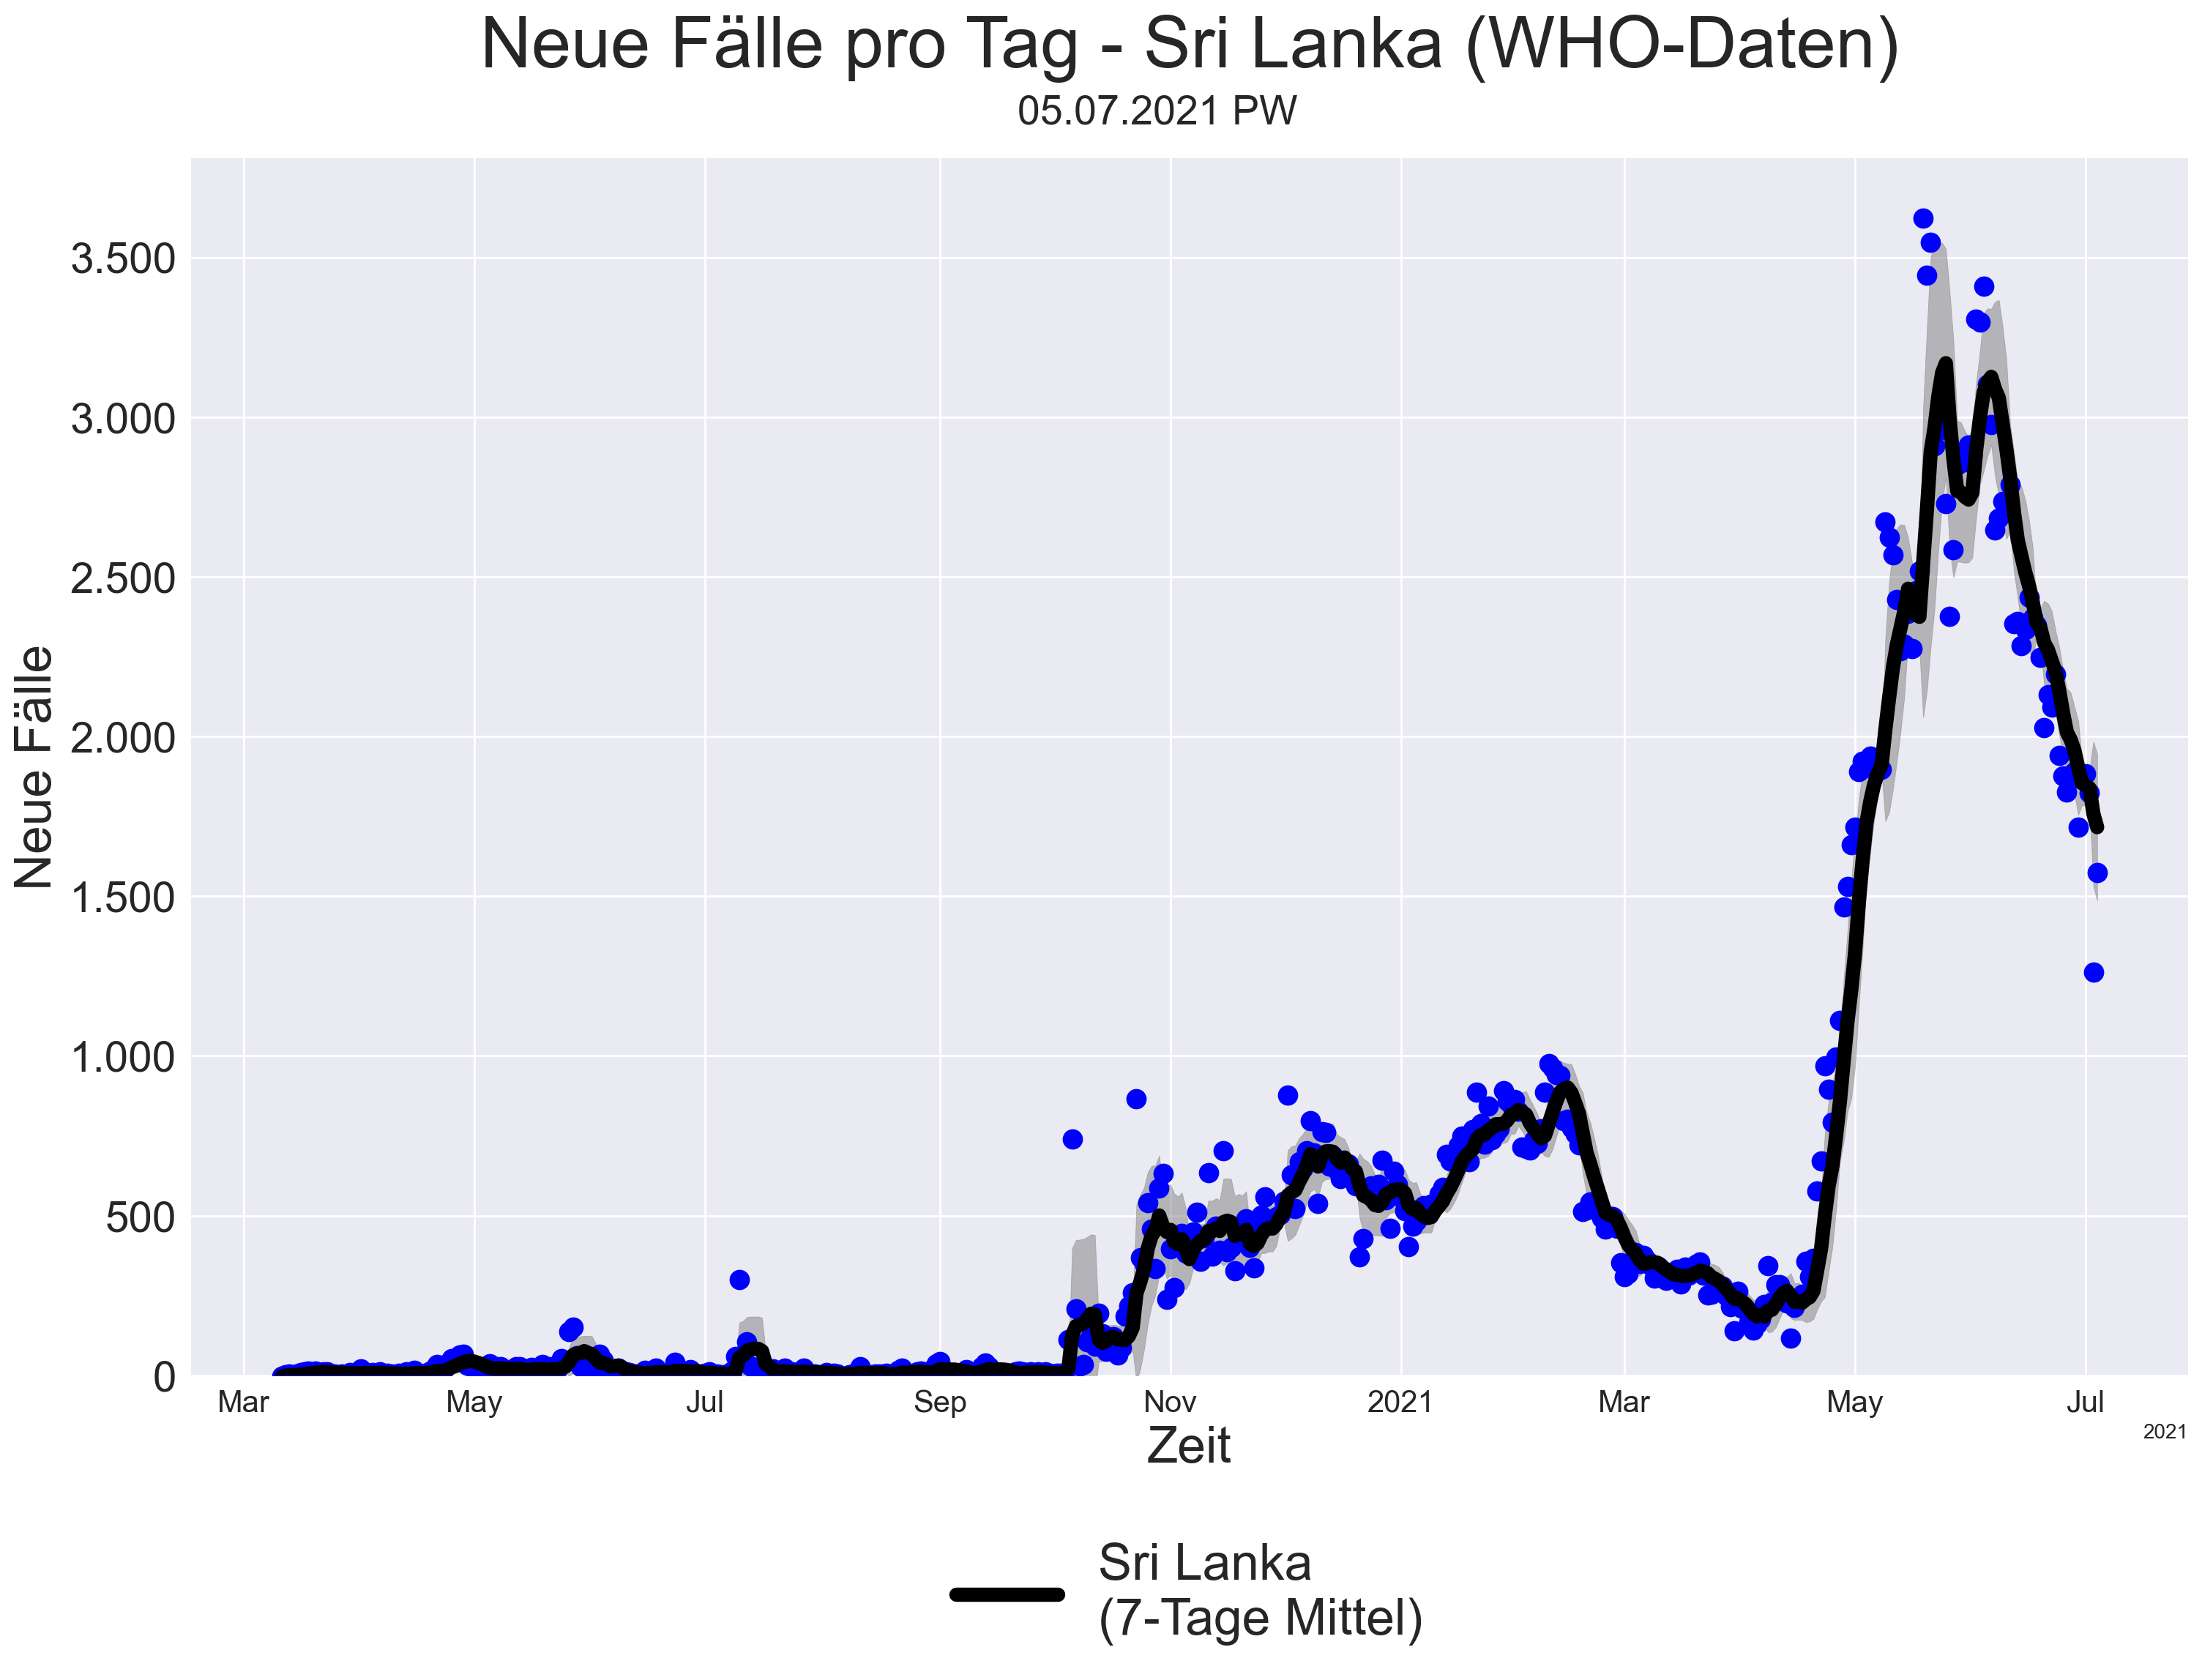 Neue Fälle pro Tag - Sri Lanka (WHO-Daten)
05.07.2021 PW
3.500
3.000
2.500
2.000
1.500
1.000
500
0
Neue Fälle
Mar May Jul Sep Nov 2021 Mar May Jul
2021
Zeit
Sri Lanka
(7-Tage Mittel)